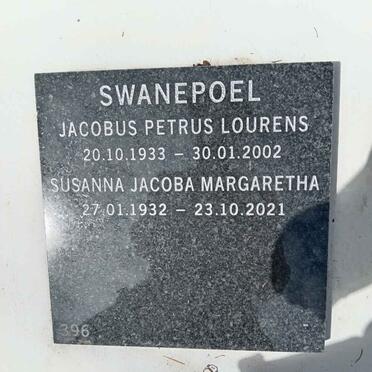 SWANEPOEL
JACOBUS PETRUS LOURENS
20.10.1933 – 30.01.2002
SUSANNA JACOBA MARGARETHA
27.01.1932 – 23.10.2021
396